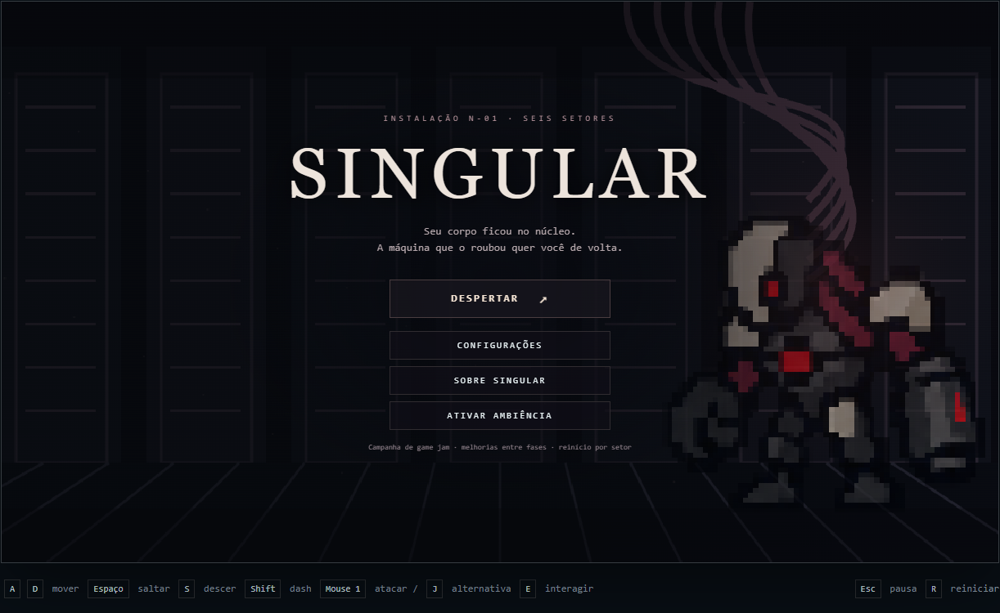 INSTALAÇÃO N-01 · SEIS SETORES
SINGULAR
Seu corpo ficou no núcleo.
A máquina que o roubou quer você de volta.
DESPERTAR ↗
CONFIGURAÇÕES
SOBRE SINGULAR
ATIVAR AMBIÊNCIA
Campanha de game jam · melhorias entre fases · reinício por setor
A D mover Espaço saltar S descer Shift dash Mouse 1 atacar / J alternativa E interagir Esc pausa R reiniciar